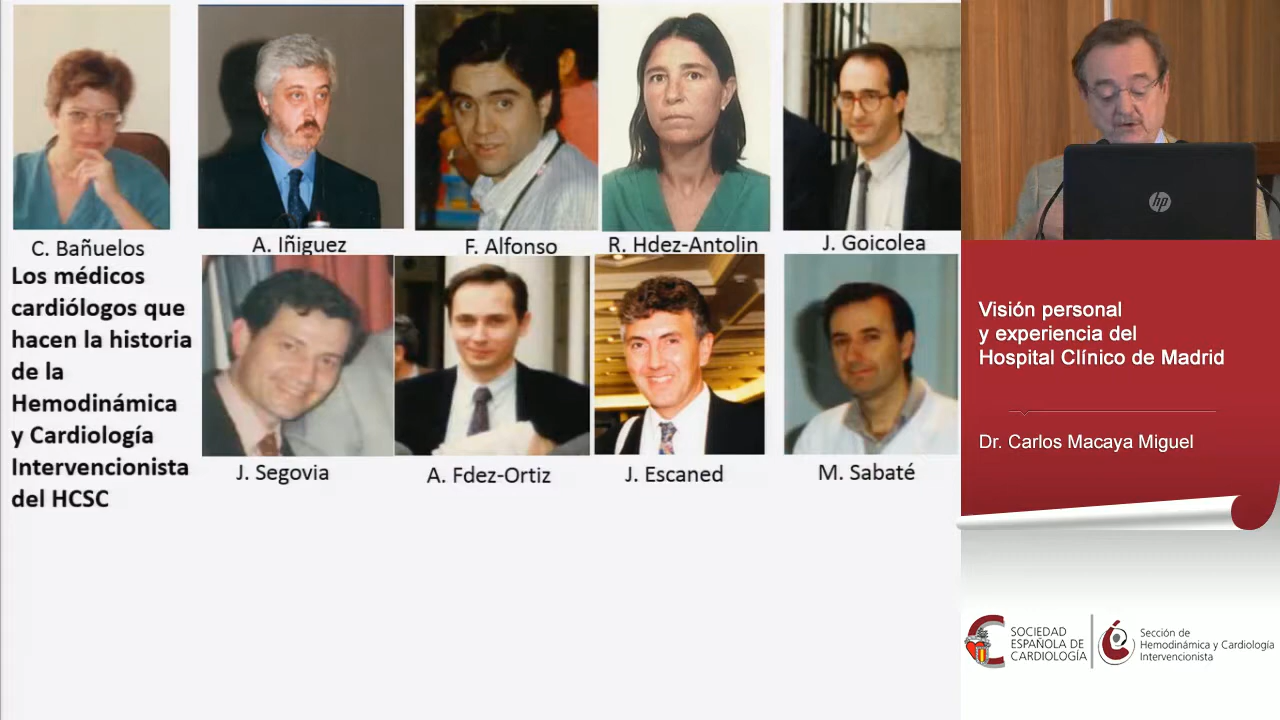 C. Bañuelos
A. Iñiguez
F. Alfonso
R. Hdez-Antolin
J. Goicolea
Los médicos
cardiólogos que
hacen la historia
de la
Hemodinámica
y Cardiología
Intervencionista
del HCSC
J. Segovia
A. Fdez-Ortiz
J. Escaned
M. Sabaté
hp
Visión personal
y experiencia del
Hospital Clínico de Madrid
Dr. Carlos Macaya Miguel
SOCIEDAD
ESPAÑOLA DE
CARDIOLOGÍA
Sección de
Hemodinámica y Cardiología
Intervencionista